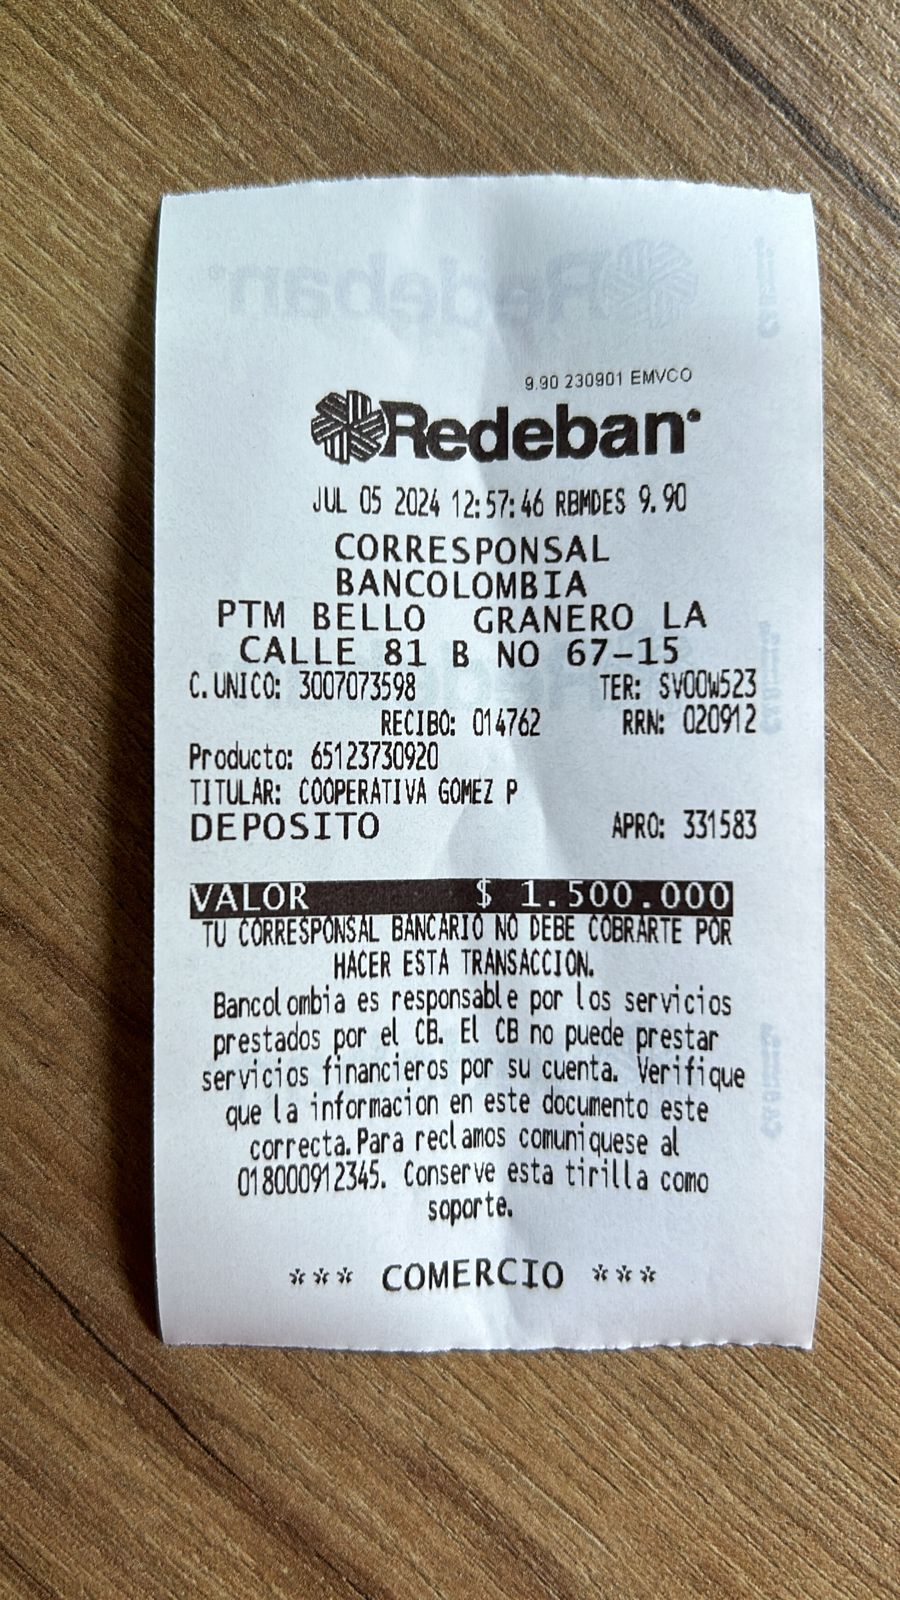 9.90 230901 EMVCO
Redeban
JUL 05 2024 12:57:46 RBMDES 9.90
CORRESPONSAL
BANCOLOMBIA
PTM BELLO GRANERO LA
CALLE 81 B NO 67-15
C.UNICO: 3007073598 TER: SV00W523
RECIBO: 014762 RRN: 020912
Producto: 65123730920
TITULAR: COOPERATIVA GOMEZ P
DEPOSITO APRO: 331583
VALOR $ 1.500.000
TU CORRESPONSAL BANCARIO NO DEBE COBRARTE POR
HACER ESTA TRANSACCION.
Bancolombia es responsable por los servicios
prestados por el CB. El CB no puede prestar
servicios financieros por su cuenta. Verifique
que la informacion en este documento este
correcta.Para reclamos comuniquese al
018000912345. Conserve esta tirilla como
soporte.
*** COMERCIO ***